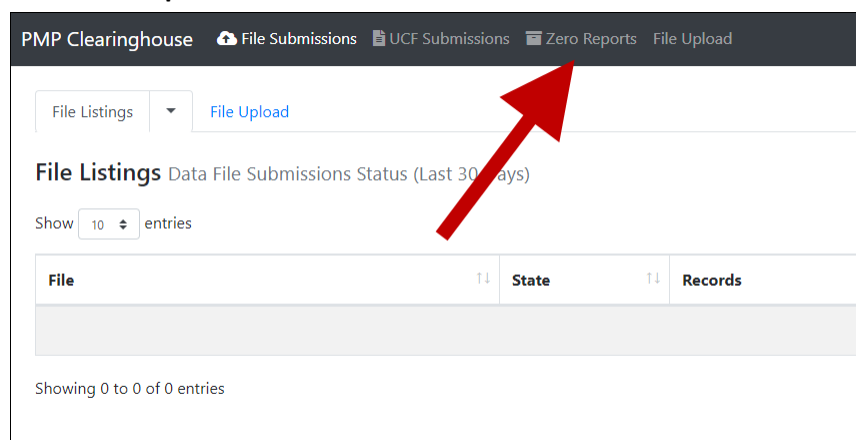 PMP Clearinghouse File Submissions UCF Submissions Zero Reports File Upload
File Listings File Upload
File Listings Data File Submissions Status (Last 30 Days)
Show 10 entries
File State Records
Showing 0 to 0 of 0 entries